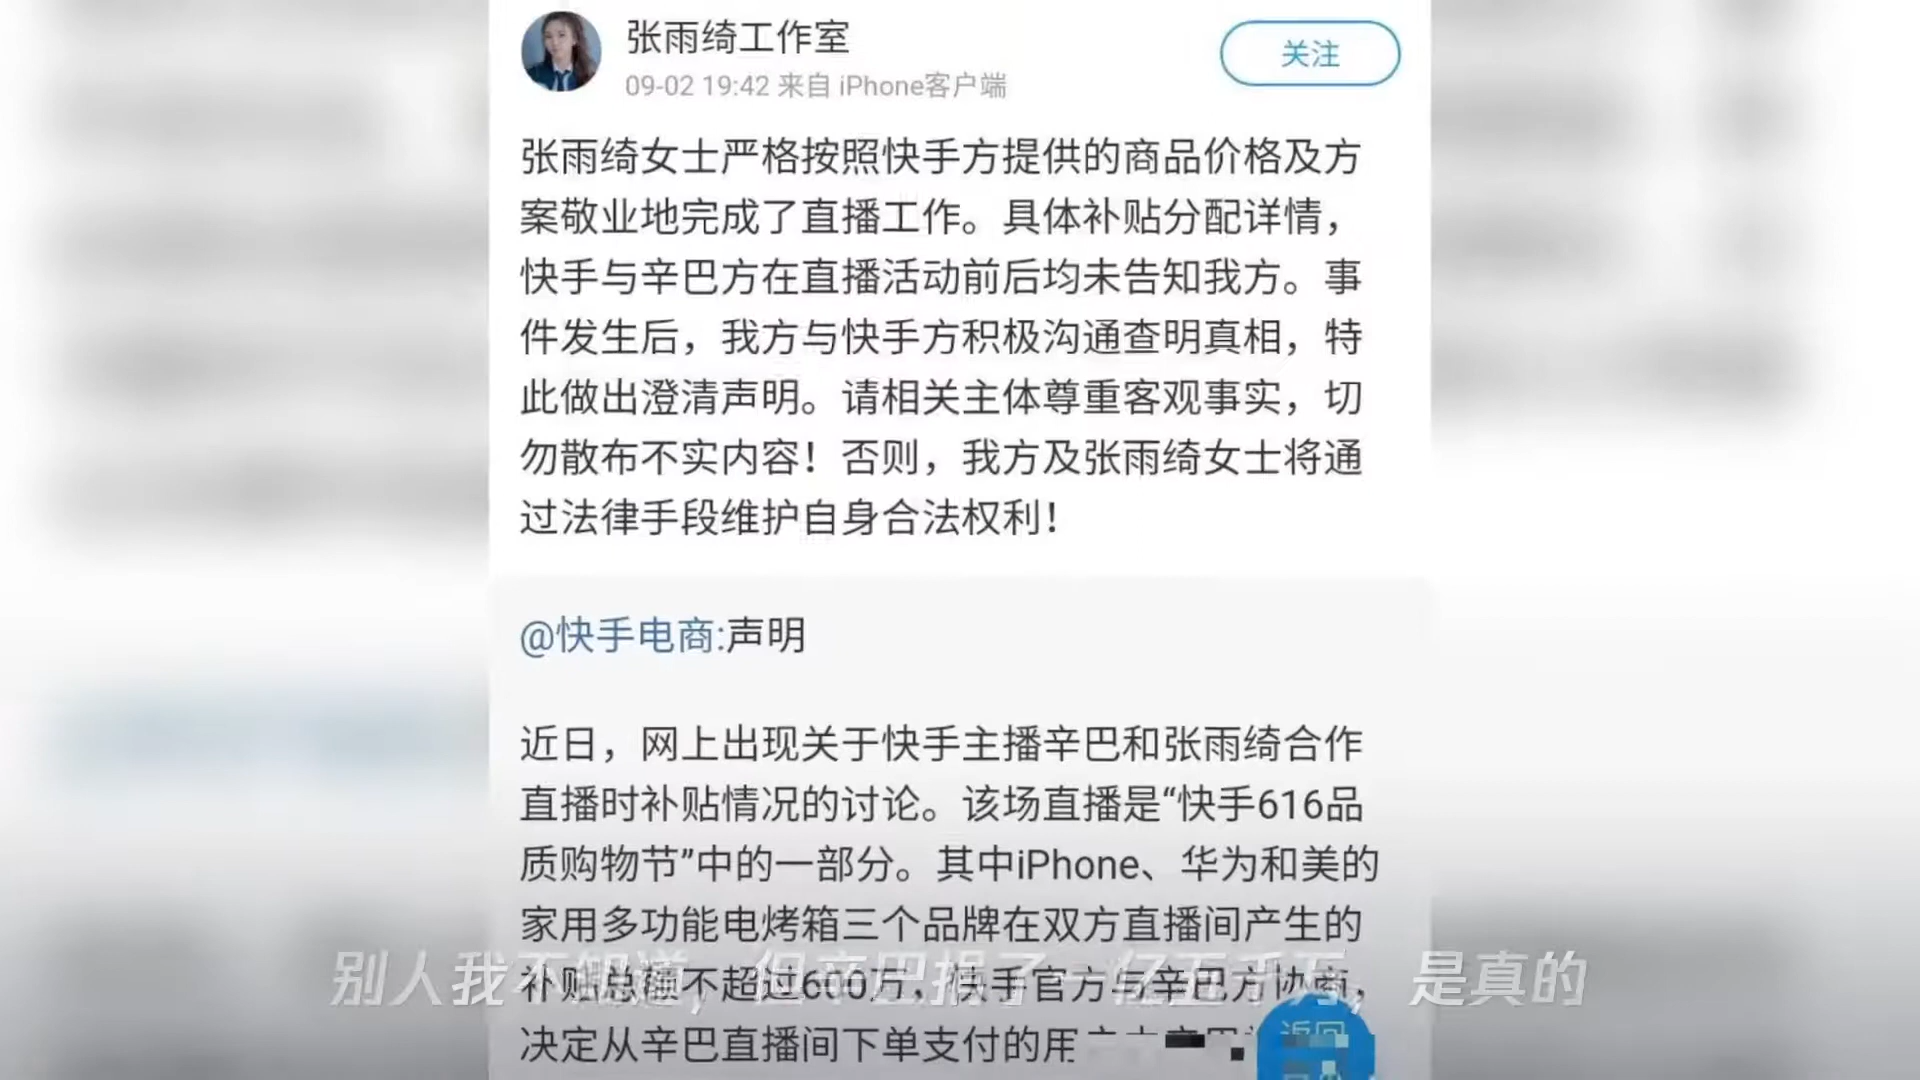 张雨绮工作室
关注
09-02 19:42 来自 iPhone客户端
张雨绮女士严格按照快手方提供的商品价格及方
案敬业地完成了直播工作。具体补贴分配详情，
快手与辛巴方在直播活动前后均未告知我方。事
件发生后，我方与快手方积极沟通查明真相，特
此做出澄清声明。请相关主体尊重客观事实，切
勿散布不实内容！否则，我方及张雨绮女士将通
过法律手段维护自身合法权利！
@快手电商:声明
近日，网上出现关于快手主播辛巴和张雨绮合作
直播时补贴情况的讨论。该场直播是“快手616品
质购物节”中的一部分。其中iPhone、华为和美的
家用多功能电烤箱三个品牌在双方直播间产生的
补贴总额不超过600万，快手官方与辛巴方协商，
别人我不知道，但辛巴捐了一亿五千万，是真的
决定从辛巴直播间下单支付的用
返回